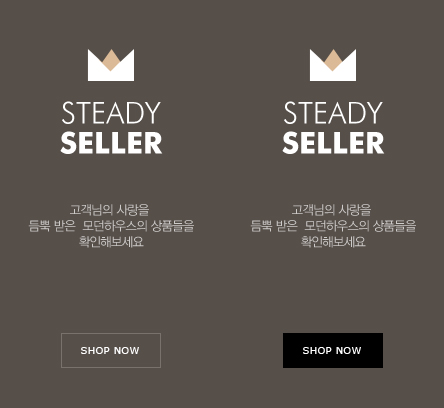 STEADY
SELLER
고객님의 사랑을
듬뿍 받은 모던하우스의 상품들을
확인해보세요
SHOP NOW
STEADY
SELLER
고객님의 사랑을
듬뿍 받은 모던하우스의 상품들을
확인해보세요
SHOP NOW